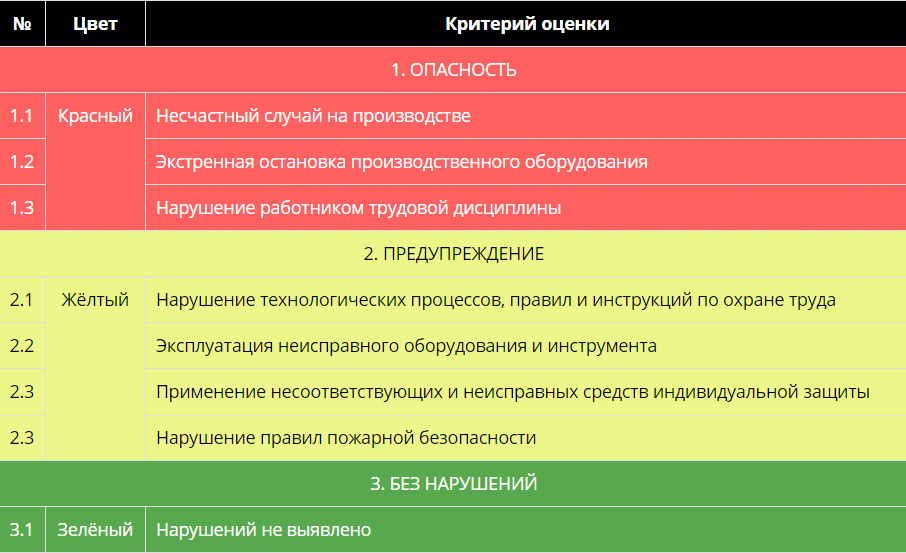 № Цвет Критерий оценки
1. ОПАСНОСТЬ
1.1 Красный Несчастный случай на производстве
1.2 Экстренная остановка производственного оборудования
1.3 Нарушение работником трудовой дисциплины
2. ПРЕДУПРЕЖДЕНИЕ
2.1 Жёлтый Нарушение технологических процессов, правил и инструкций по охране труда
2.2 Эксплуатация неисправного оборудования и инструмента
2.3 Применение несоответствующих и неисправных средств индивидуальной защиты
2.3 Нарушение правил пожарной безопасности
3. БЕЗ НАРУШЕНИЙ
3.1 Зелёный Нарушений не выявлено